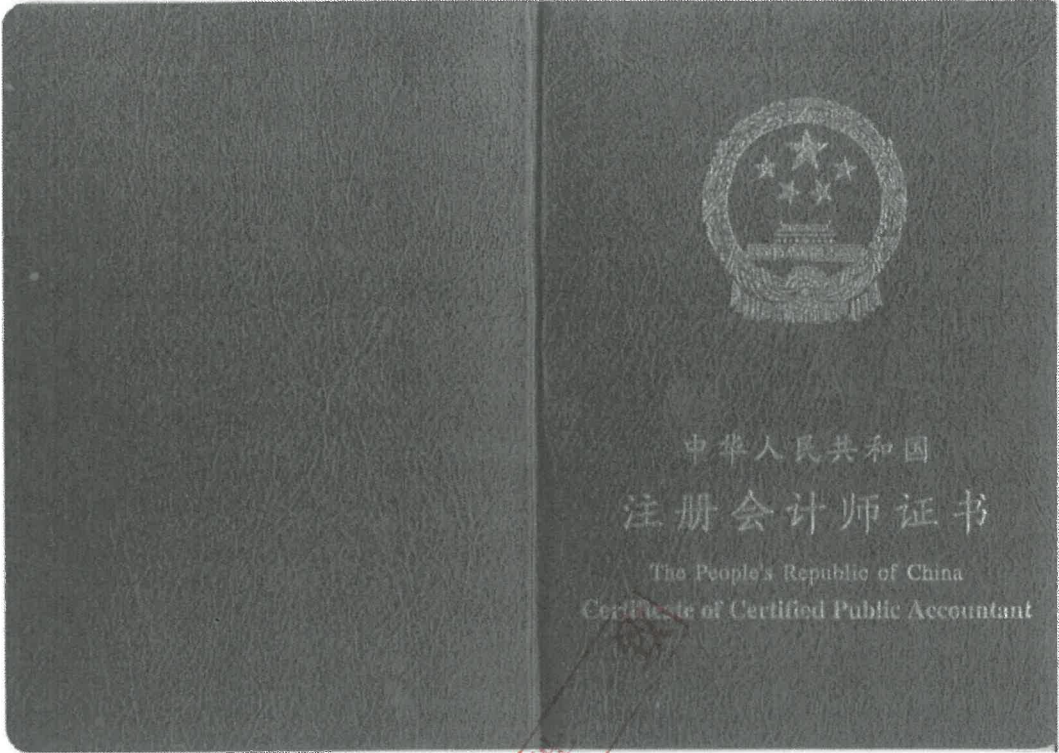 中华人民共和国
注册会计师证书
The People's Republic of China
Certificate of Certified Public Accountant